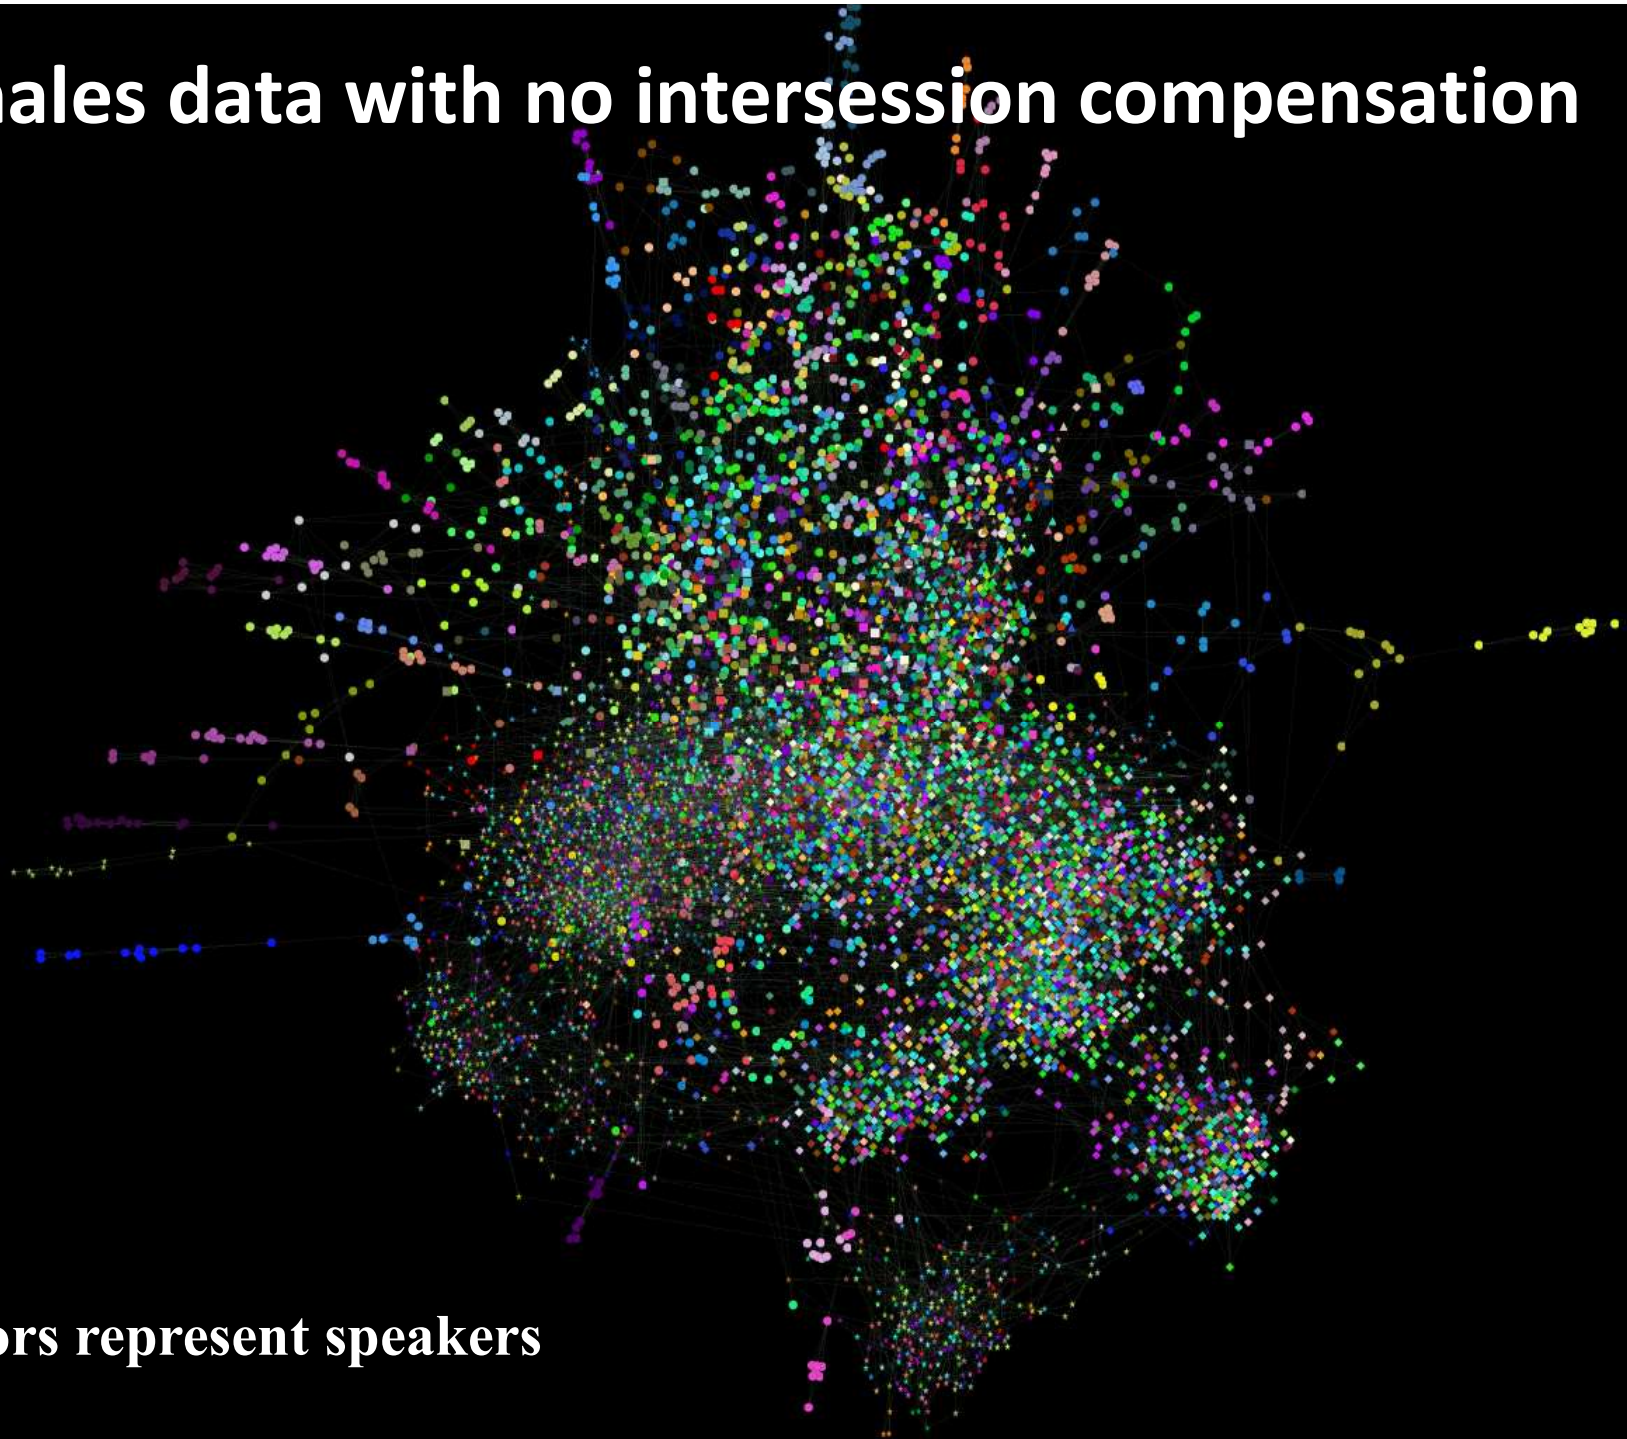 ales data with no intersession compensation
ors represent speakers